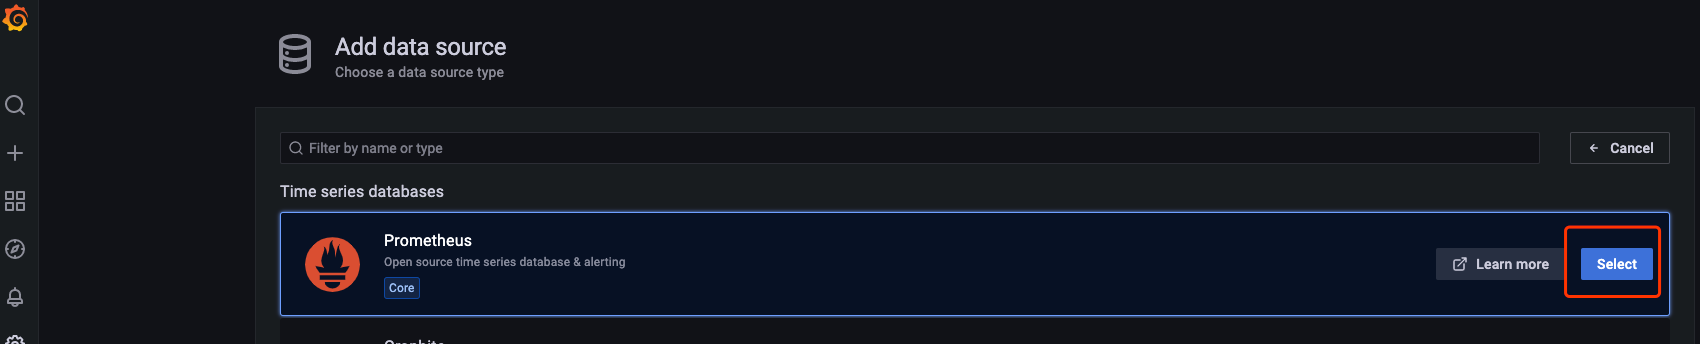 Add data source
Choose a data source type
Filter by name or type
Cancel
Time series databases
Prometheus
Open source time series database & alerting
Learn more
Select
Core